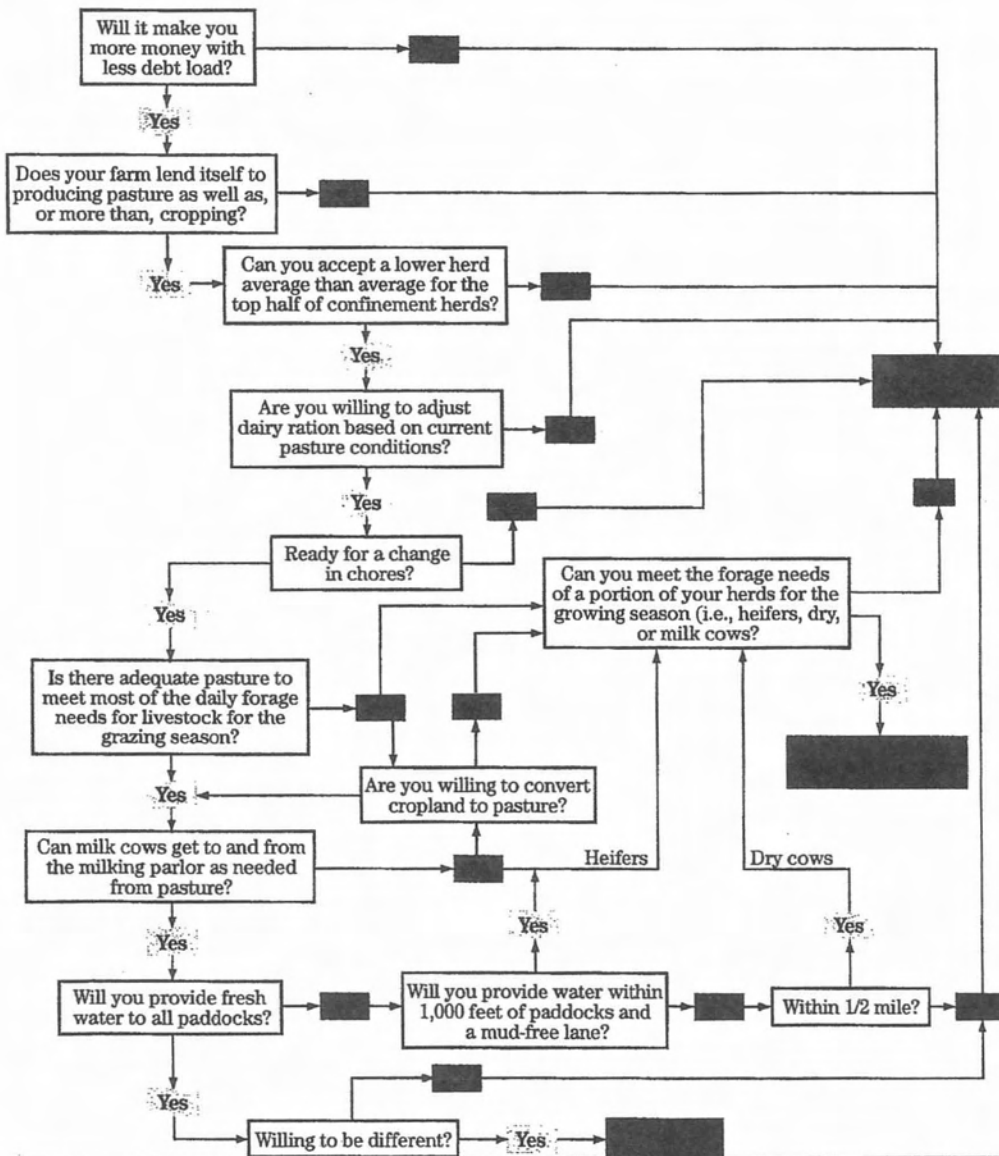 Will it make you
more money with
less debt load?
Yes
Does your farm lend itself to
producing pasture as well as,
or more than, cropping?
Yes
Can you accept a lower herd
average than average for the
top half of confinement herds?
Yes
Are you willing to adjust
dairy ration based on current
pasture conditions?
Yes
Ready for a change
in chores?
Can you meet the forage needs
of a portion of your herds for the
growing season (i.e., heifers, dry,
or milk cows?
Yes
Yes
Is there adequate pasture to
meet most of the daily forage
needs for livestock for the
grazing season?
Are you willing to convert
cropland to pasture?
Yes
Can milk cows get to and from
the milking parlor as needed
from pasture?
Heifers
Dry cows
Yes
Yes
Yes
Will you provide fresh
water to all paddocks?
Will you provide water within
1,000 feet of paddocks and
a mud-free lane?
Within 1/2 mile?
Yes
Willing to be different?
Yes